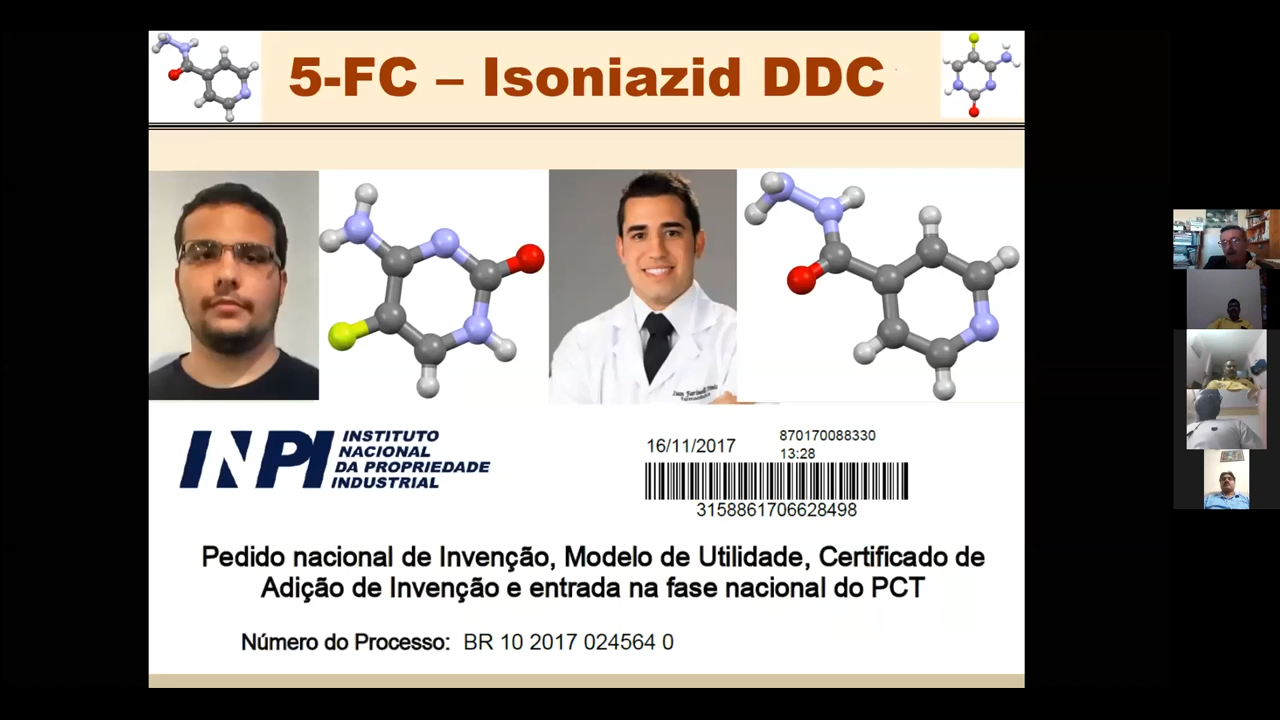 5-FC – Isoniazid DDC
INPI
INSTITUTO
NACIONAL
DA PROPRIEDADE
INDUSTRIAL
16/11/2017
870170088330
13:28
3158861706628498
Pedido nacional de Invenção, Modelo de Utilidade, Certificado de
Adição de Invenção e entrada na fase nacional do PCT
Número do Processo: BR 10 2017 024564 0